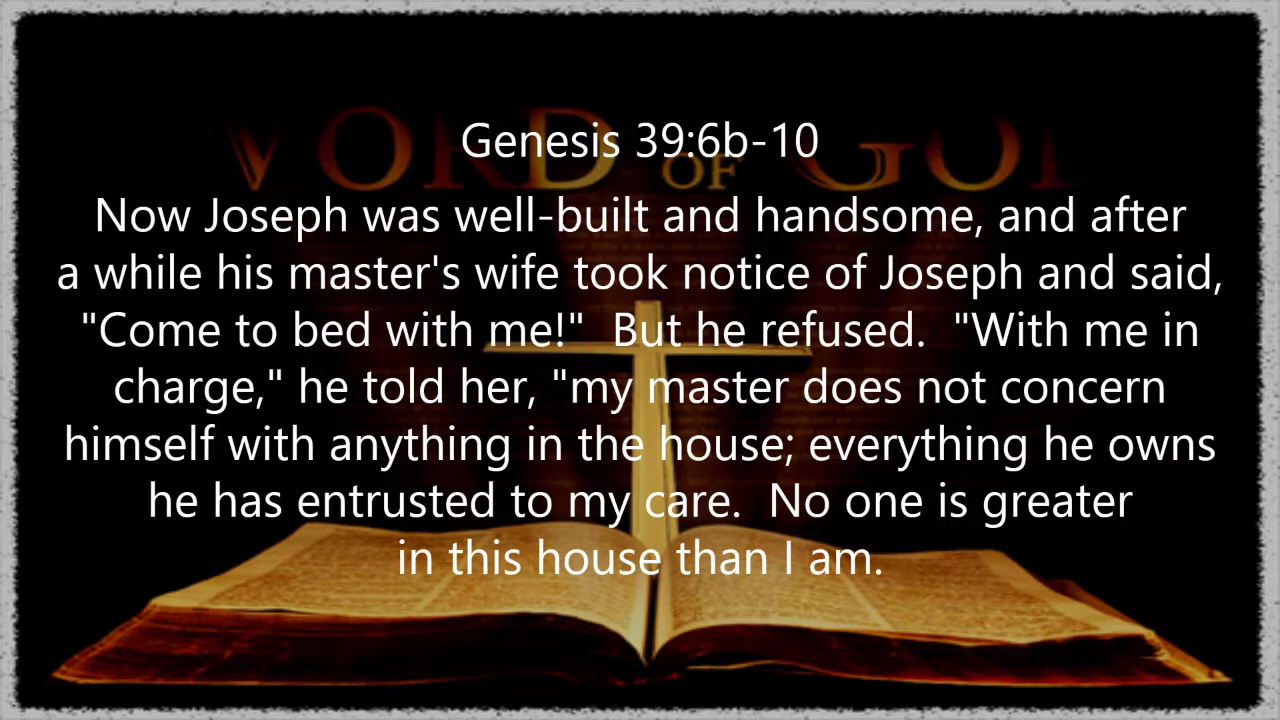 WORD OF GOD
Genesis 39:6b-10
Now Joseph was well-built and handsome, and after
a while his master's wife took notice of Joseph and said,
"Come to bed with me!"  But he refused.  "With me in
charge," he told her, "my master does not concern
himself with anything in the house; everything he owns
he has entrusted to my care.  No one is greater
in this house than I am.